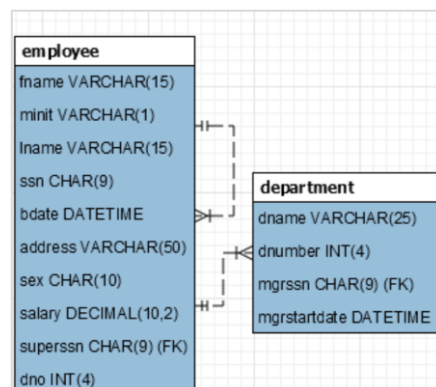 employee
fname VARCHAR(15)
minit VARCHAR(1)
lname VARCHAR(15)
ssn CHAR(9)
bdate DATETIME
address VARCHAR(50)
sex CHAR(10)
salary DECIMAL(10,2)
superssn CHAR(9) (FK)
dno INT(4)
department
dname VARCHAR(25)
dnumber INT(4)
mgrssn CHAR(9) (FK)
mgrstartdate DATETIME